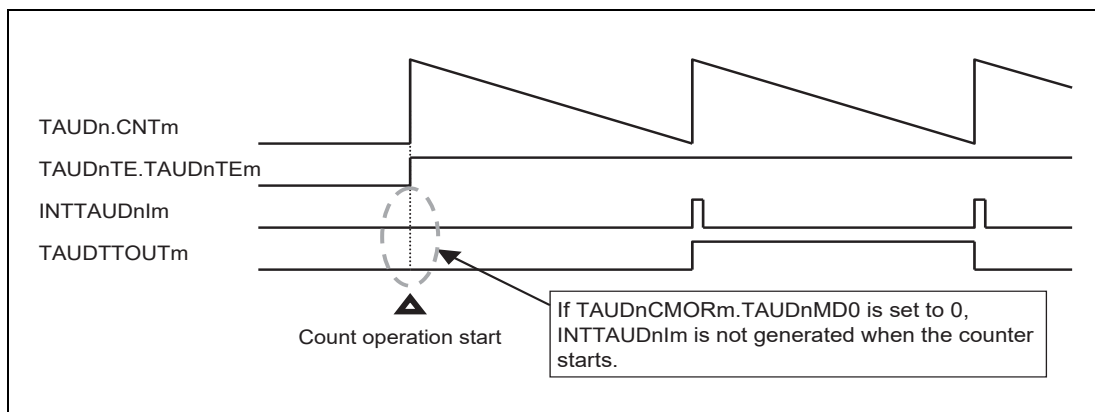 TAUDn.CNTm
TAUDnTE.TAUDnTEm
INTTAUDnIm
TAUDTTOUTm
If TAUDnCMORm.TAUDnMD0 is set to 0,
INTTAUDnIm is not generated when the counter
starts.
Count operation start